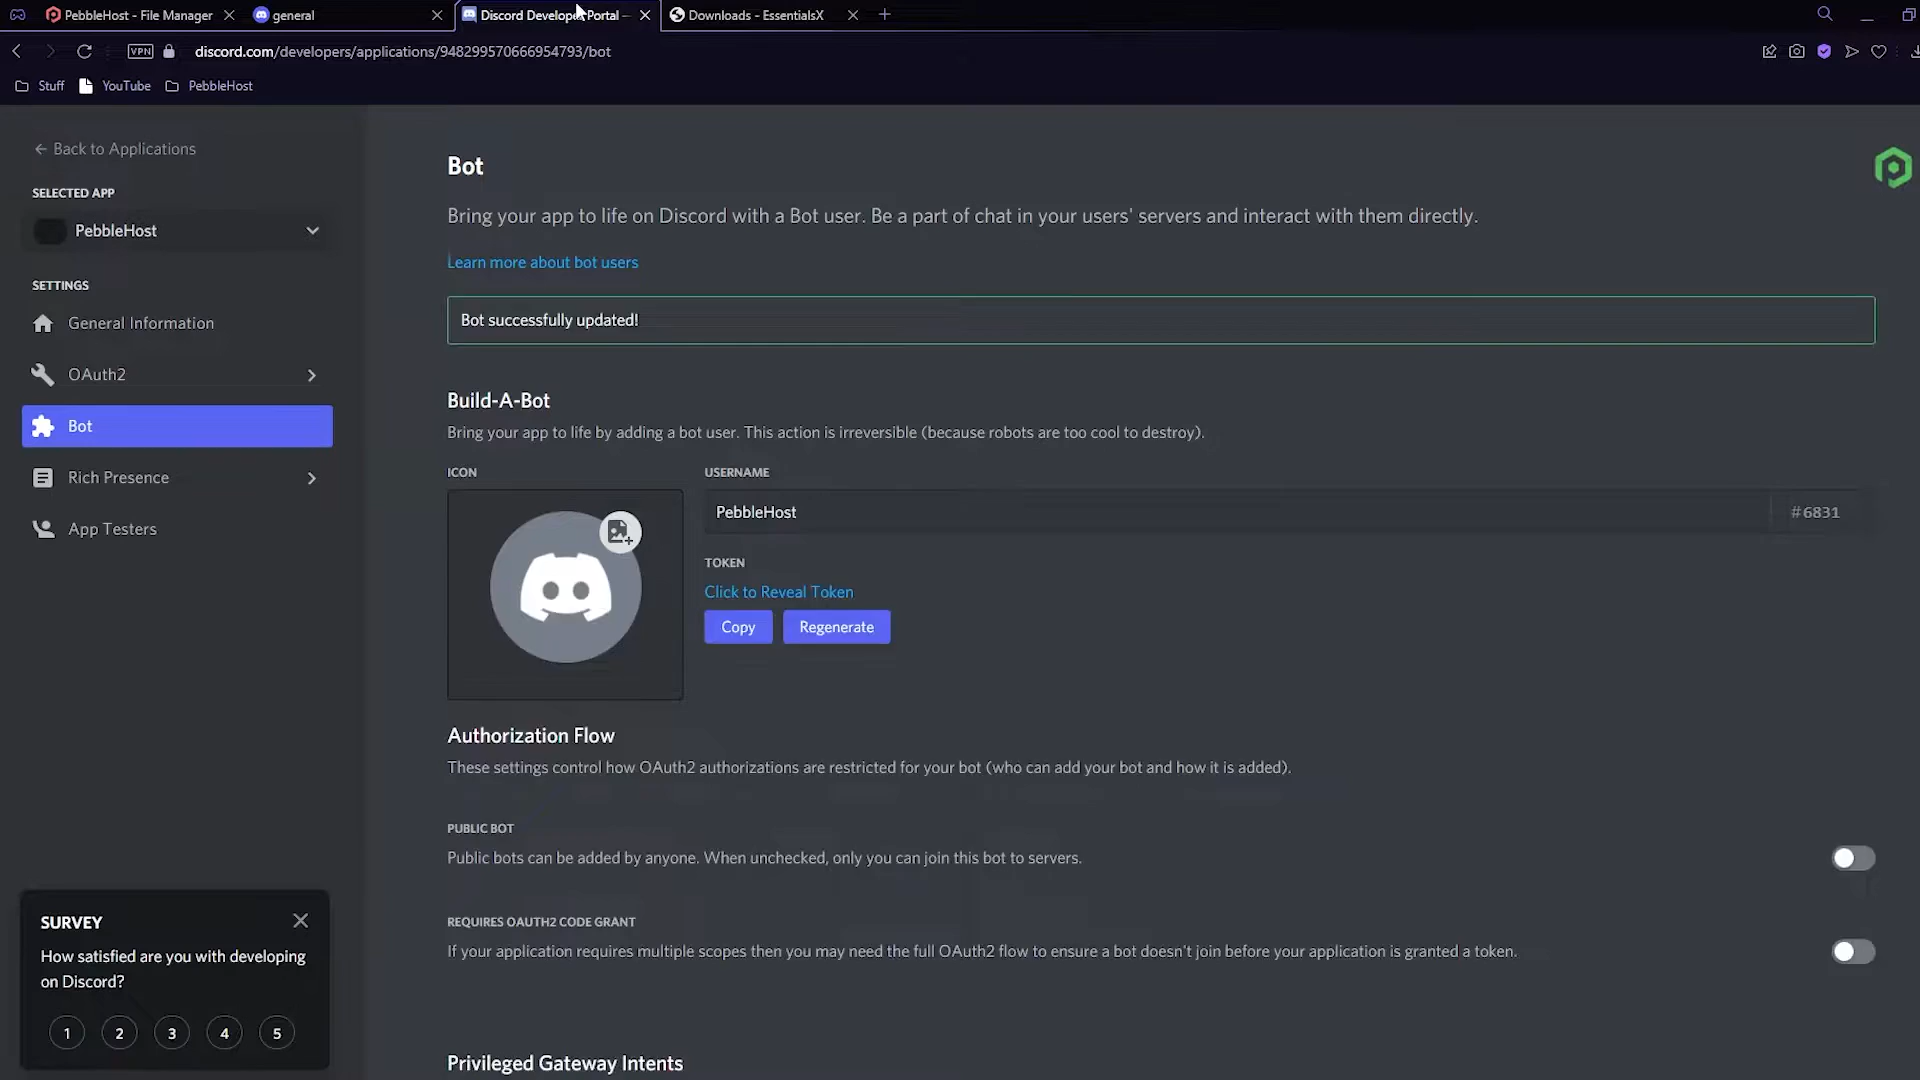 PebbleHost - File Manager
general
Discord Develope Portal -
Downloads - EssentialsX
VPN
discord.com/developers/applications/948299570666954793/bot
Stuff
YouTube
PebbleHost
← Back to Applications
SELECTED APP
PebbleHost
SETTINGS
General Information
OAuth2
Bot
Rich Presence
App Testers
SURVEY
How satisfied are you with developing
on Discord?
1 2 3 4 5
Bot
Bring your app to life on Discord with a Bot user. Be a part of chat in your users' servers and interact with them directly.
Learn more about bot users
Bot successfully updated!
Build-A-Bot
Bring your app to life by adding a bot user. This action is irreversible (because robots are too cool to destroy).
ICON
USERNAME
PebbleHost
#6831
TOKEN
Click to Reveal Token
Copy
Regenerate
Authorization Flow
These settings control how OAuth2 authorizations are restricted for your bot (who can add your bot and how it is added).
PUBLIC BOT
Public bots can be added by anyone. When unchecked, only you can join this bot to servers.
REQUIRES OAUTH2 CODE GRANT
If your application requires multiple scopes then you may need the full OAuth2 flow to ensure a bot doesn't join before your application is granted a token.
Privileged Gateway Intents